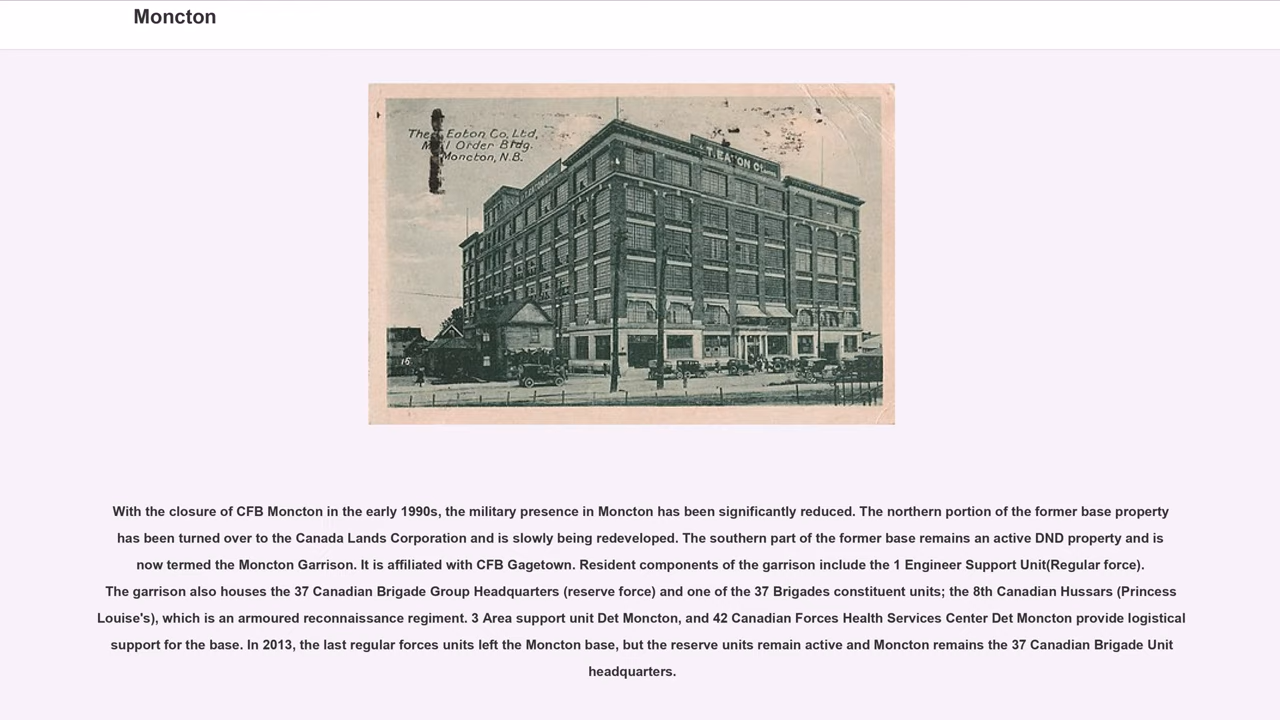 Moncton
The Eaton Co. Ltd,
l Order Bldg.
Moncton, N.B.
T. EATON Co
16
With the closure of CFB Moncton in the early 1990s, the military presence in Moncton has been significantly reduced. The northern portion of the former base property
has been turned over to the Canada Lands Corporation and is slowly being redeveloped. The southern part of the former base remains an active DND property and is
now termed the Moncton Garrison. It is affiliated with CFB Gagetown. Resident components of the garrison include the 1 Engineer Support Unit(Regular force).
The garrison also houses the 37 Canadian Brigade Group Headquarters (reserve force) and one of the 37 Brigades constituent units; the 8th Canadian Hussars (Princess
Louise's), which is an armoured reconnaissance regiment. 3 Area support unit Det Moncton, and 42 Canadian Forces Health Services Center Det Moncton provide logistical
support for the base. In 2013, the last regular forces units left the Moncton base, but the reserve units remain active and Moncton remains the 37 Canadian Brigade Unit
headquarters.